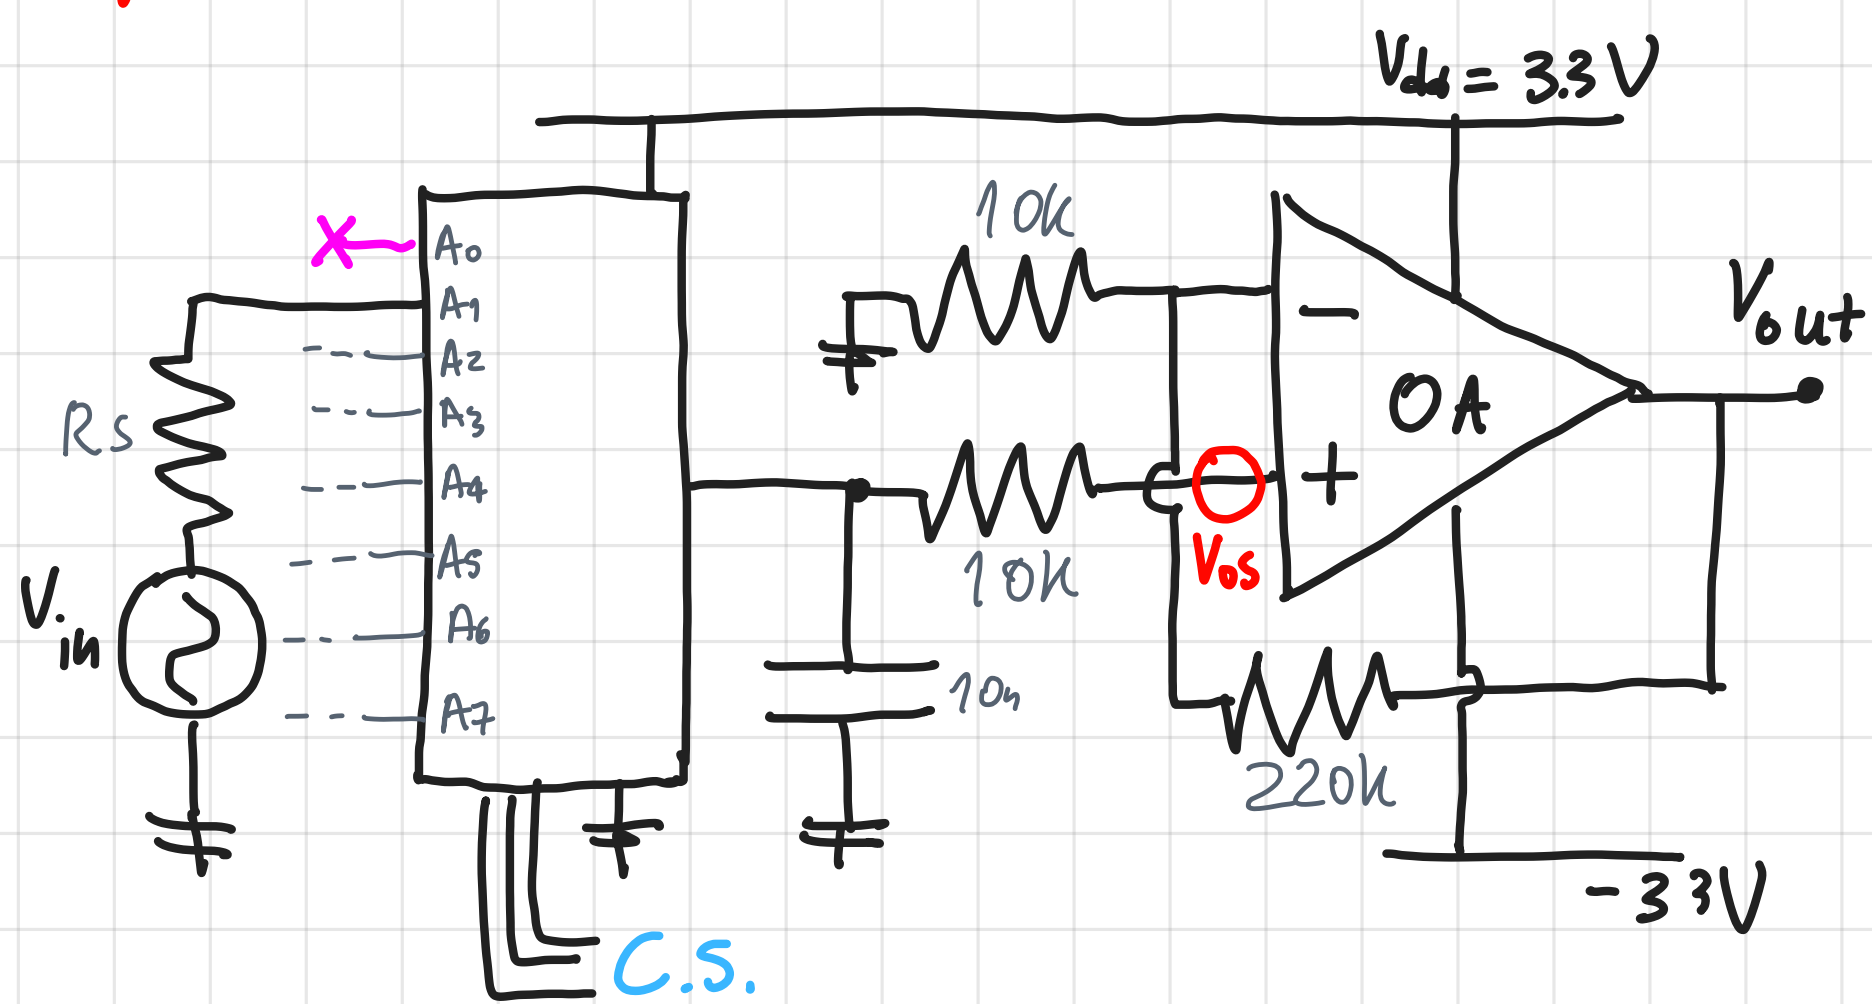 Vdd = 3.3V
10K
A0
A1
A2
A3
A4
A5
A6
A7
Rs
Vin
−
OA
+
Vout
Vos
10K
10n
220K
-3.3V
C.S.